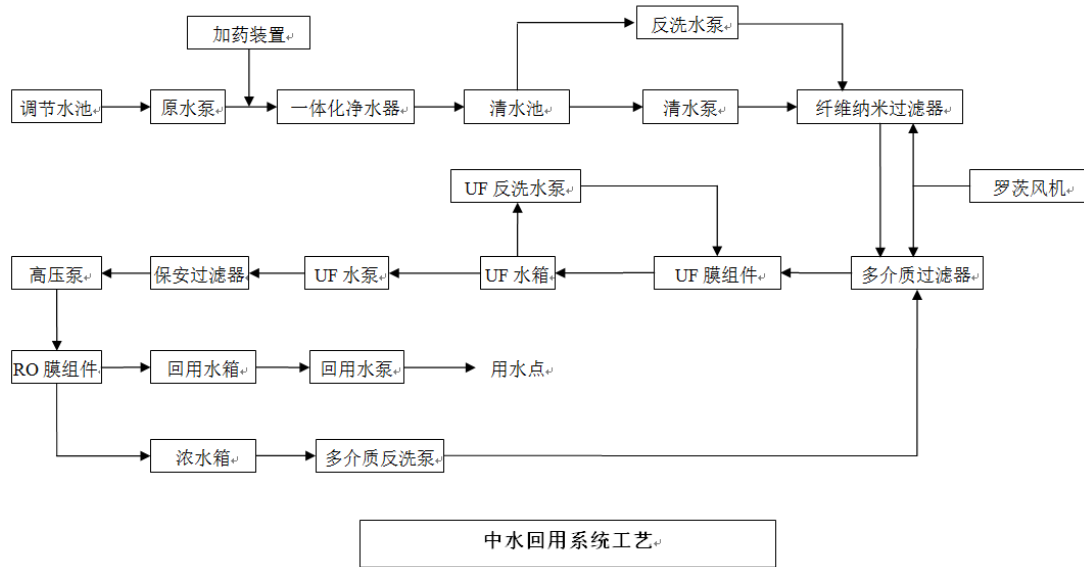 加药装置
反洗水泵
调节水池
原水泵
一体化净水器
清水池
清水泵
纤维纳米过滤器
UF 反洗水泵
罗茨风机
高压泵
保安过滤器
UF 水泵
UF 水箱
UF 膜组件
多介质过滤器
RO 膜组件
回用水箱
回用水泵
用水点
浓水箱
多介质反洗泵
中水回用系统工艺